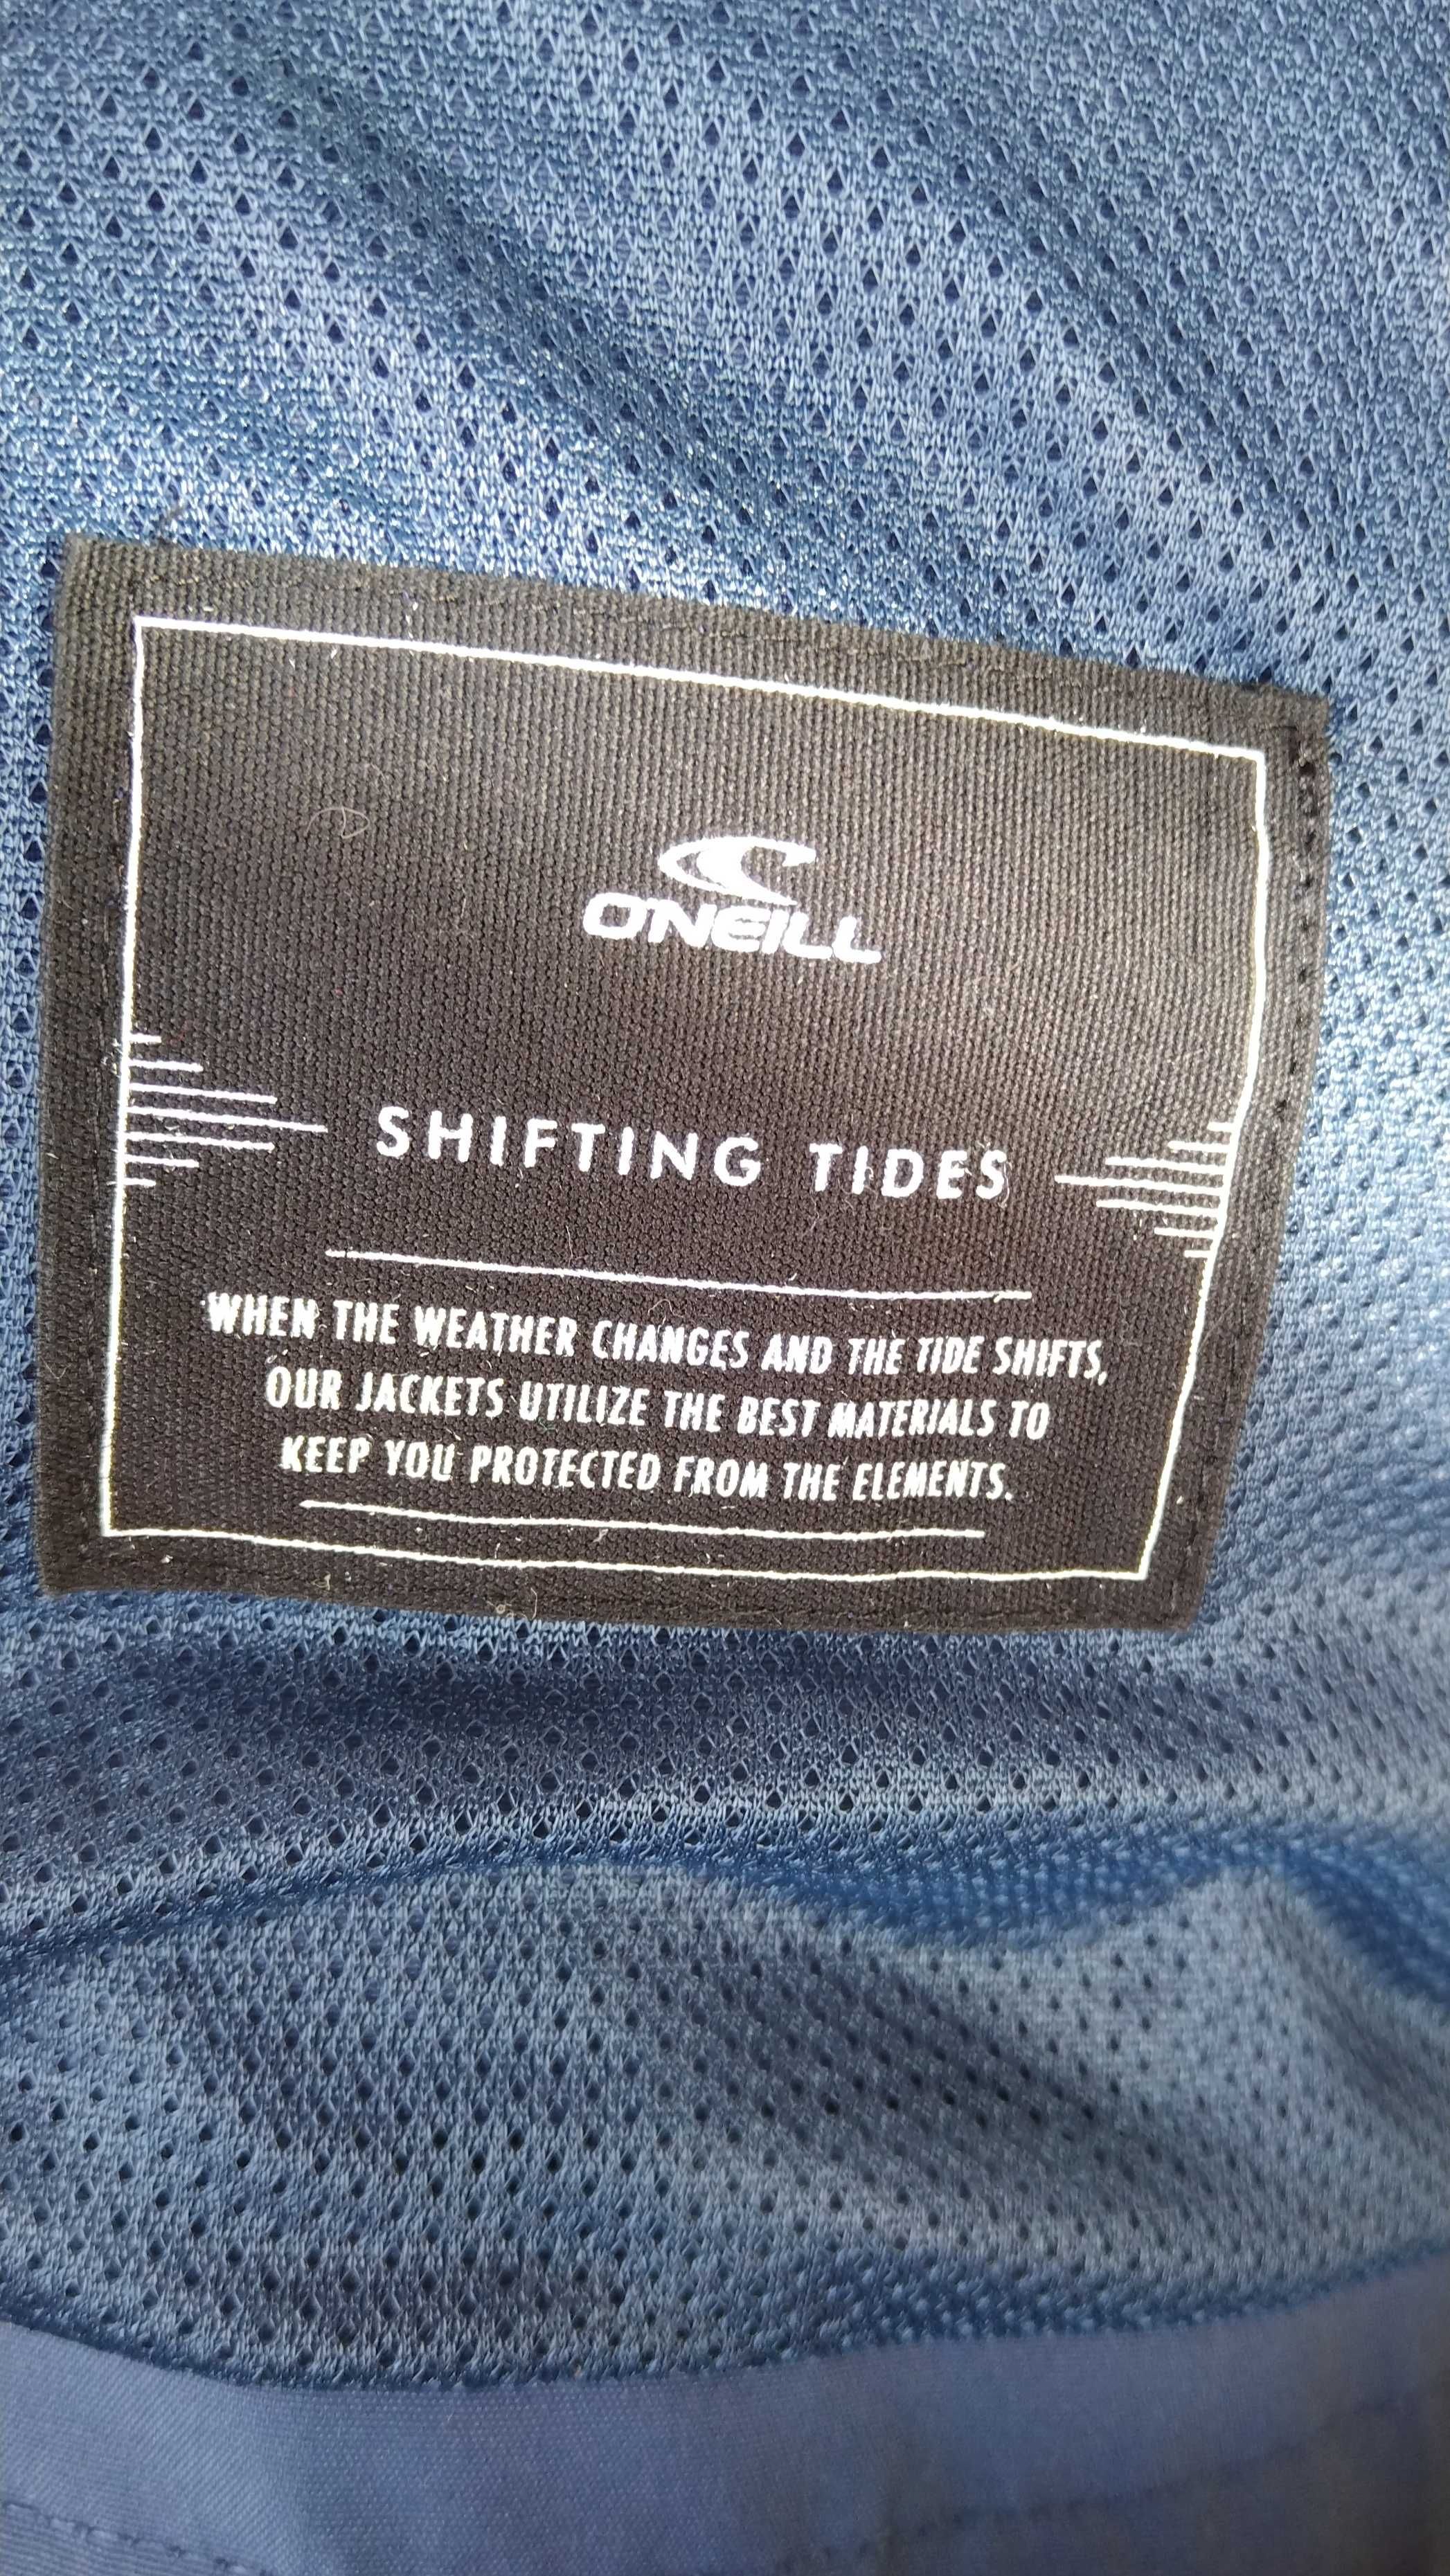 O'NEILL
SHIFTING TIDES
WHEN THE WEATHER CHANGES AND THE TIDE SHIFTS,
OUR JACKETS UTILIZE THE BEST MATERIALS TO
KEEP YOU PROTECTED FROM THE ELEMENTS.